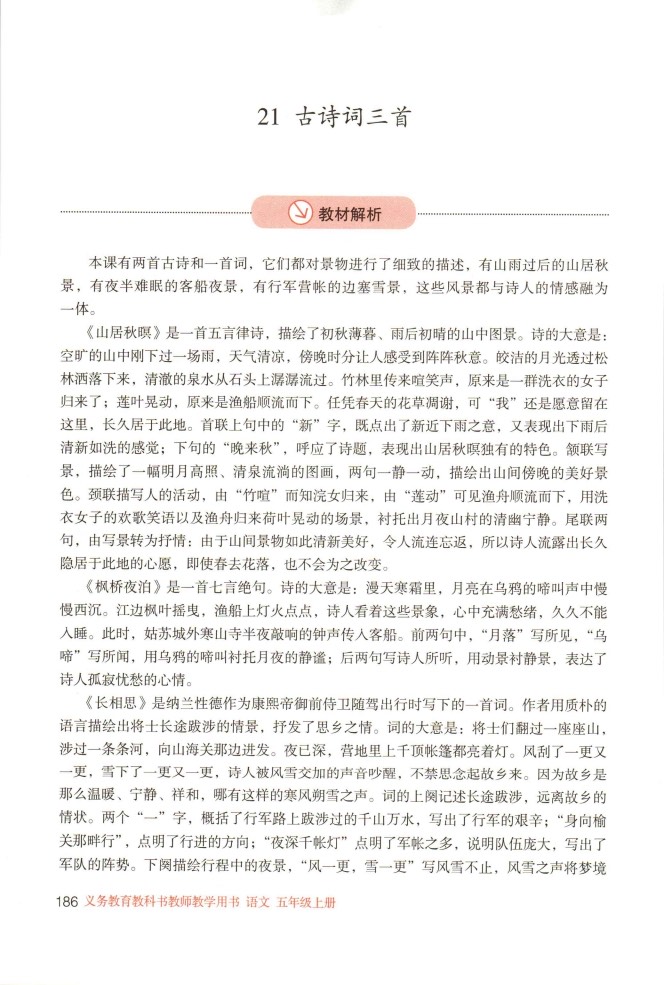 21 古诗词三首
教材解析
本课有两首古诗和一首词，它们都对景物进行了细致的描述，有山雨过后的山居秋
景，有夜半难眠的客船夜景，有行军营帐的边塞雪景，这些风景都与诗人的情感融为
一体。
《山居秋暝》是一首五言律诗，描绘了初秋薄暮、雨后初晴的山中图景。诗的大意是：
空旷的山中刚下过一场雨，天气清凉，傍晚时分让人感受到阵阵秋意。皎洁的月光透过松
林洒落下来，清澈的泉水从石头上潺潺流过。竹林里传来喧笑声，原来是一群洗衣的女子
归来了；莲叶晃动，原来是渔船顺流而下。任凭春天的花草凋谢，可“我”还是愿意留在
这里，长久居于此地。首联上句中的“新”字，既点出了新近下雨之意，又表现出下雨后
清新如洗的感觉；下句的“晚来秋”，呼应了诗题，表现出山居秋暝独有的特色。颔联写
景，描绘了一幅明月高照、清泉流淌的图画，两句一静一动，描绘出山间傍晚的美好景
色。颈联描写人的活动，由“竹喧”而知浣女归来，由“莲动”可见渔舟顺流而下，用洗
衣女子的欢歌笑语以及渔舟归来荷叶晃动的场景，衬托出月夜山村的清幽宁静。尾联两
句，由写景转为抒情：由于山间景物如此清新美好，令人流连忘返，所以诗人流露出长久
隐居于此地的心愿，即使春去花落，也不会为之改变。
《枫桥夜泊》是一首七言绝句。诗的大意是：漫天寒霜里，月亮在乌鸦的啼叫声中慢
慢西沉。江边枫叶摇曳，渔船上灯火点点，诗人看着这些景象，心中充满愁绪，久久不能
入睡。此时，姑苏城外寒山寺半夜敲响的钟声传入客船。前两句中，“月落”写所见，“乌
啼”写所闻，用乌鸦的啼叫衬托月夜的静谧；后两句写诗人所听，用动景衬静景，表达了
诗人孤寂忧愁的心情。
《长相思》是纳兰性德作为康熙帝御前侍卫随驾出行时写下的一首词。作者用质朴的
语言描绘出将士长途跋涉的情景，抒发了思乡之情。词的大意是：将士们翻过一座座山，
涉过一条条河，向山海关那边进发。夜已深，营地里上千顶帐篷都亮着灯。风刮了一更又
一更，雪下了一更又一更，诗人被风雪交加的声音吵醒，不禁思念起故乡来。因为故乡是
那么温暖、宁静、祥和，哪有这样的寒风朔雪之声。词的上阕记述长途跋涉，远离故乡的
情状。两个“一”字，概括了行军路上跋涉过的千山万水，写出了行军的艰辛；“身向榆
关那畔行”，点明了行进的方向；“夜深千帐灯”点明了军帐之多，说明队伍庞大，写出了
军队的阵势。下阕描绘行程中的夜景，“风一更，雪一更”写风雪不止，风雪之声将梦境
186 义务教育教科书教师教学用书 语文 五年级上册